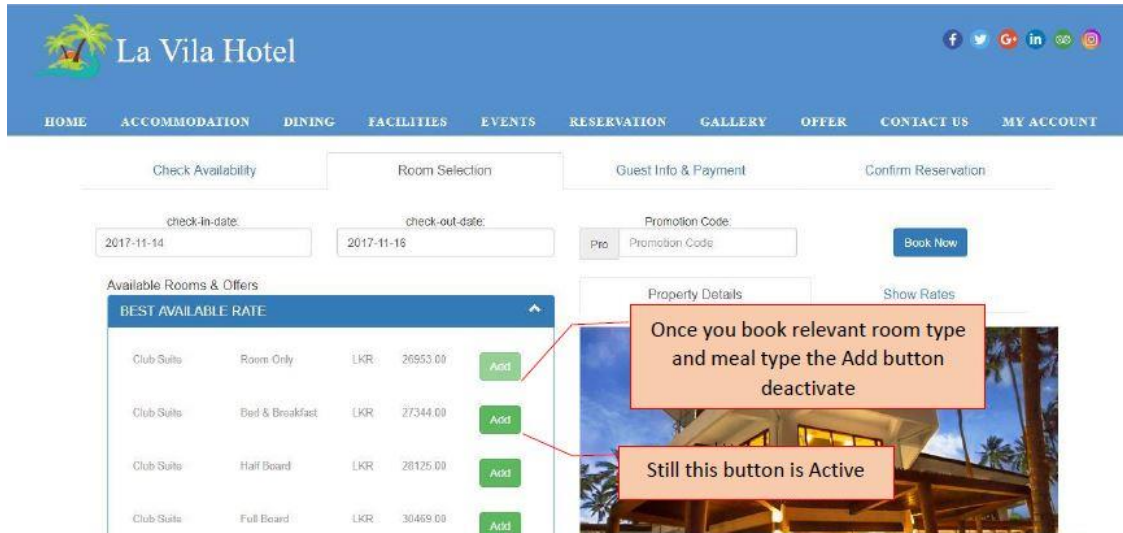 La Vila Hotel
HOME ACCOMMODATION DINING FACILITIES EVENTS RESERVATION GALLERY OFFER CONTACT US MY ACCOUNT
Check Availability Room Selection Guest Info & Payment Confirm Reservation
check-in-date: check-out-date: Promotion Code:
2017-11-14 2017-11-16 Pro Promotion Code Book Now
Available Rooms & Offers
Property Details Show Rates
BEST AVAILABLE RATE
Once you book relevant room type
and meal type the Add button
deactivate
Club Suite Room Only LKR 26953.00 Add
Club Suite Bed & Breakfast LKR 27344.00 Add
Still this button is Active
Club Suite Half Board LKR 28125.00 Add
Club Suite Full Board LKR 30469.00 Add